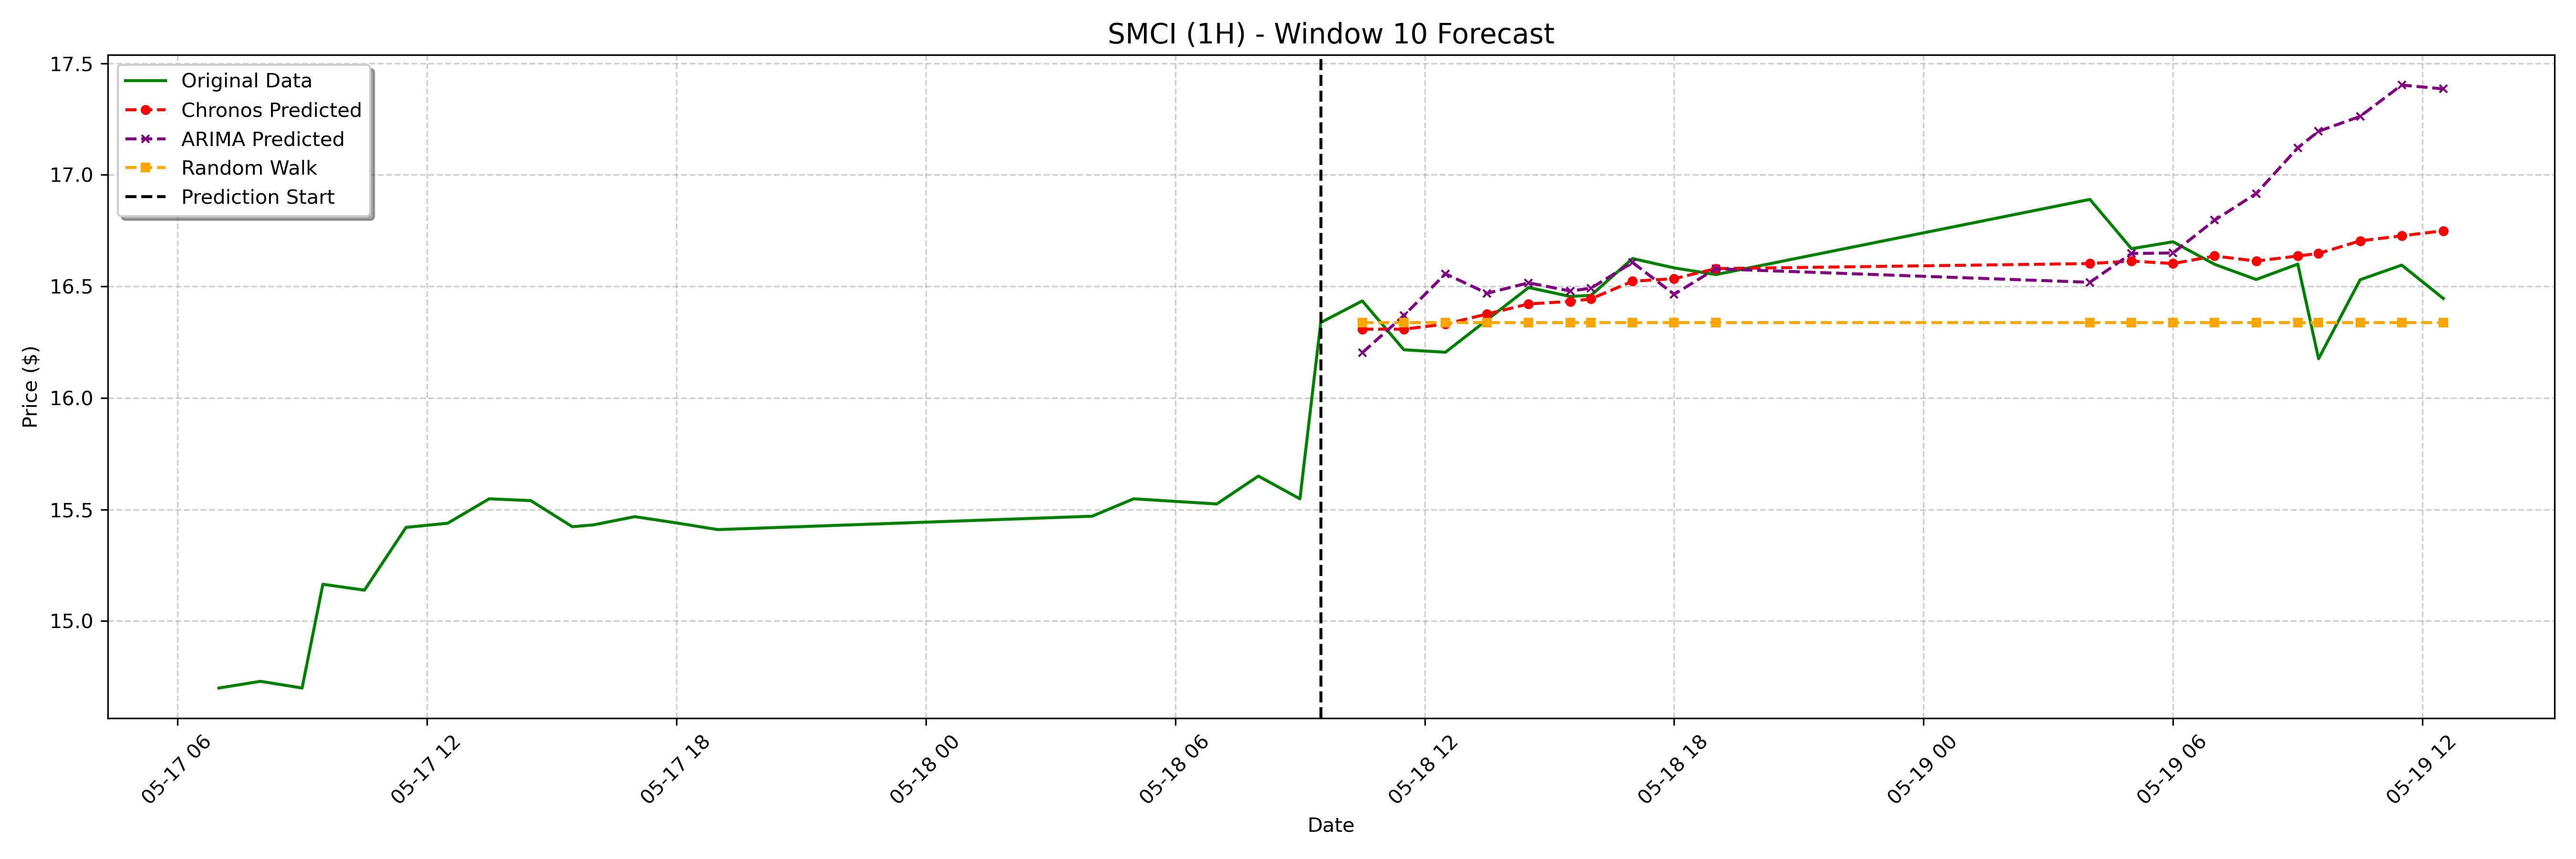 SMCI (1H) - Window 10 Forecast
Original Data
Chronos Predicted
ARIMA Predicted
Random Walk
Prediction Start
Price ($)
17.5
17.0
16.5
16.0
15.5
15.0
05-17 06
05-17 12
05-17 18
05-18 00
05-18 06
05-18 12
05-18 18
05-19 00
05-19 06
05-19 12
Date